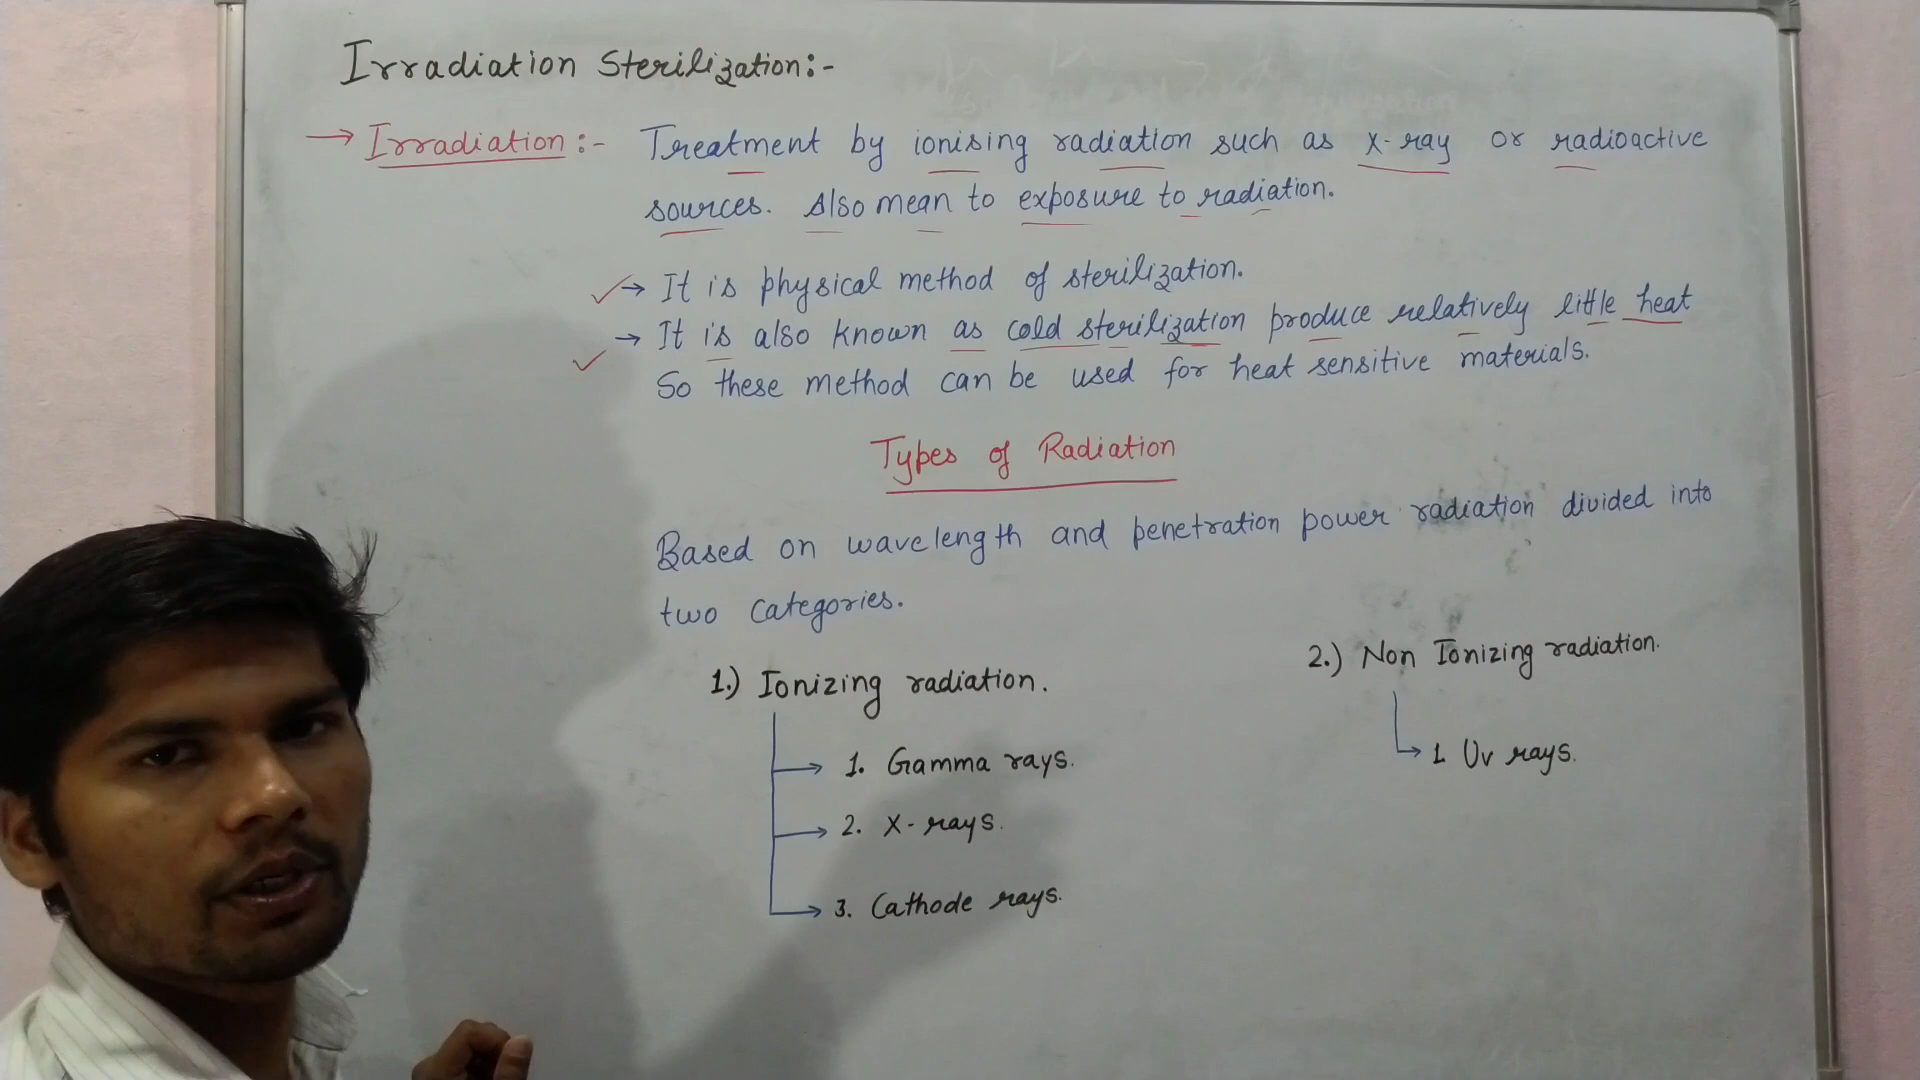 Irradiation Sterilization:-
→ Irradiation :- Treatment by ionising radiation such as X-ray or radioactive
sources. Also mean to exposure to radiation.
→ It is physical method of sterilization.
→ It is also known as cold sterilization produce relatively little heat
So these method can be used for heat sensitive materials.
Types of Radiation
Based on wavelength and penetration power radiation divided into
two categories.
1.) Ionizing radiation.
1. Gamma rays.
2. X-rays.
3. Cathode rays.
2.) Non Ionizing radiation.
1. Uv rays.